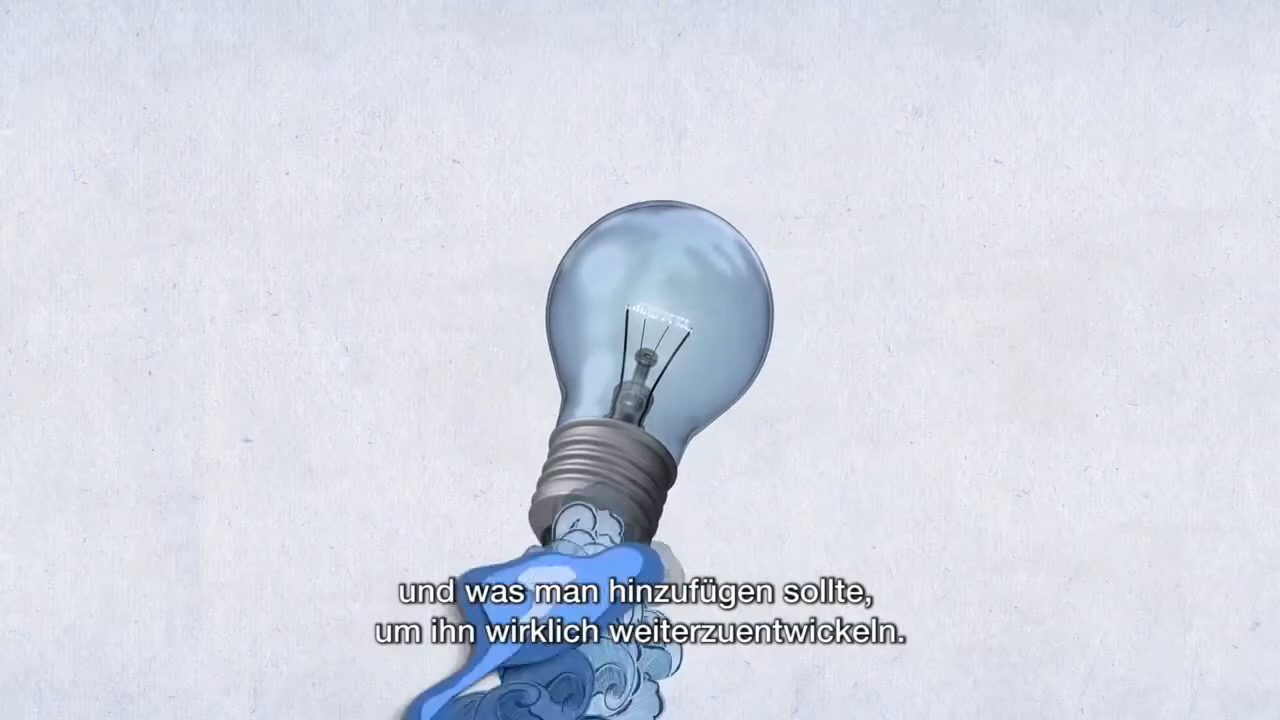 und was man hinzufügen sollte,
um ihn wirklich weiterzuentwickeln.